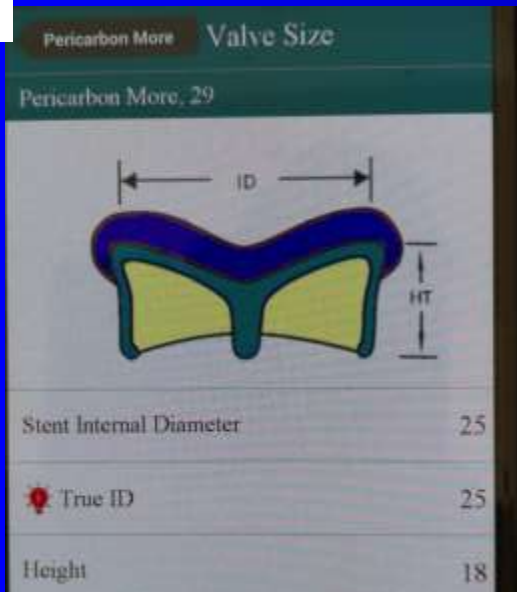 Pericarbon More Valve Size
Pericarbon More, 29
ID
HT
Stent Internal Diameter 25
True ID 25
Height 18